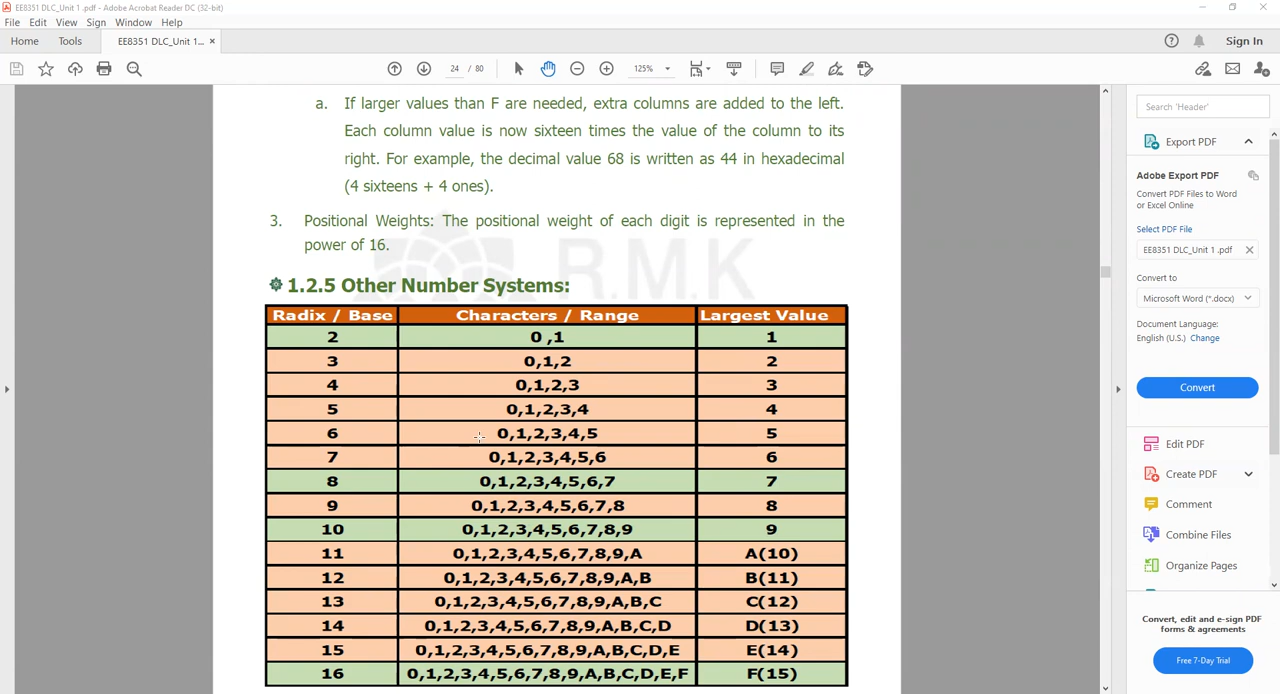 EE8351 DLC_Unit 1 .pdf - Adobe Acrobat Reader DC (32-bit)
File Edit View Sign Window Help
Home Tools EE8351 DLC_Unit 1... × Sign In
24 / 80 125%
a. If larger values than F are needed, extra columns are added to the left.
Each column value is now sixteen times the value of the column to its
right. For example, the decimal value 68 is written as 44 in hexadecimal
(4 sixteens + 4 ones).
3. Positional Weights: The positional weight of each digit is represented in the
power of 16.
R.M.K
1.2.5 Other Number Systems:
Radix / Base Characters / Range Largest Value
2 0 ,1 1
3 0,1,2 2
4 0,1,2,3 3
5 0,1,2,3,4 4
6 0,1,2,3,4,5 5
7 0,1,2,3,4,5,6 6
8 0,1,2,3,4,5,6,7 7
9 0,1,2,3,4,5,6,7,8 8
10 0,1,2,3,4,5,6,7,8,9 9
11 0,1,2,3,4,5,6,7,8,9,A A(10)
12 0,1,2,3,4,5,6,7,8,9,A,B B(11)
13 0,1,2,3,4,5,6,7,8,9,A,B,C C(12)
14 0,1,2,3,4,5,6,7,8,9,A,B,C,D D(13)
15 0,1,2,3,4,5,6,7,8,9,A,B,C,D,E E(14)
16 0,1,2,3,4,5,6,7,8,9,A,B,C,D,E,F F(15)
Search 'Header'
Export PDF
Adobe Export PDF
Convert PDF Files to Word
or Excel Online
Select PDF File
EE8351 DLC_Unit 1 .pdf
Convert to
Microsoft Word (*.docx)
Document Language:
English (U.S.) Change
Convert
Edit PDF
Create PDF
Comment
Combine Files
Organize Pages
Convert, edit and e-sign PDF
forms & agreements
Free 7-Day Trial